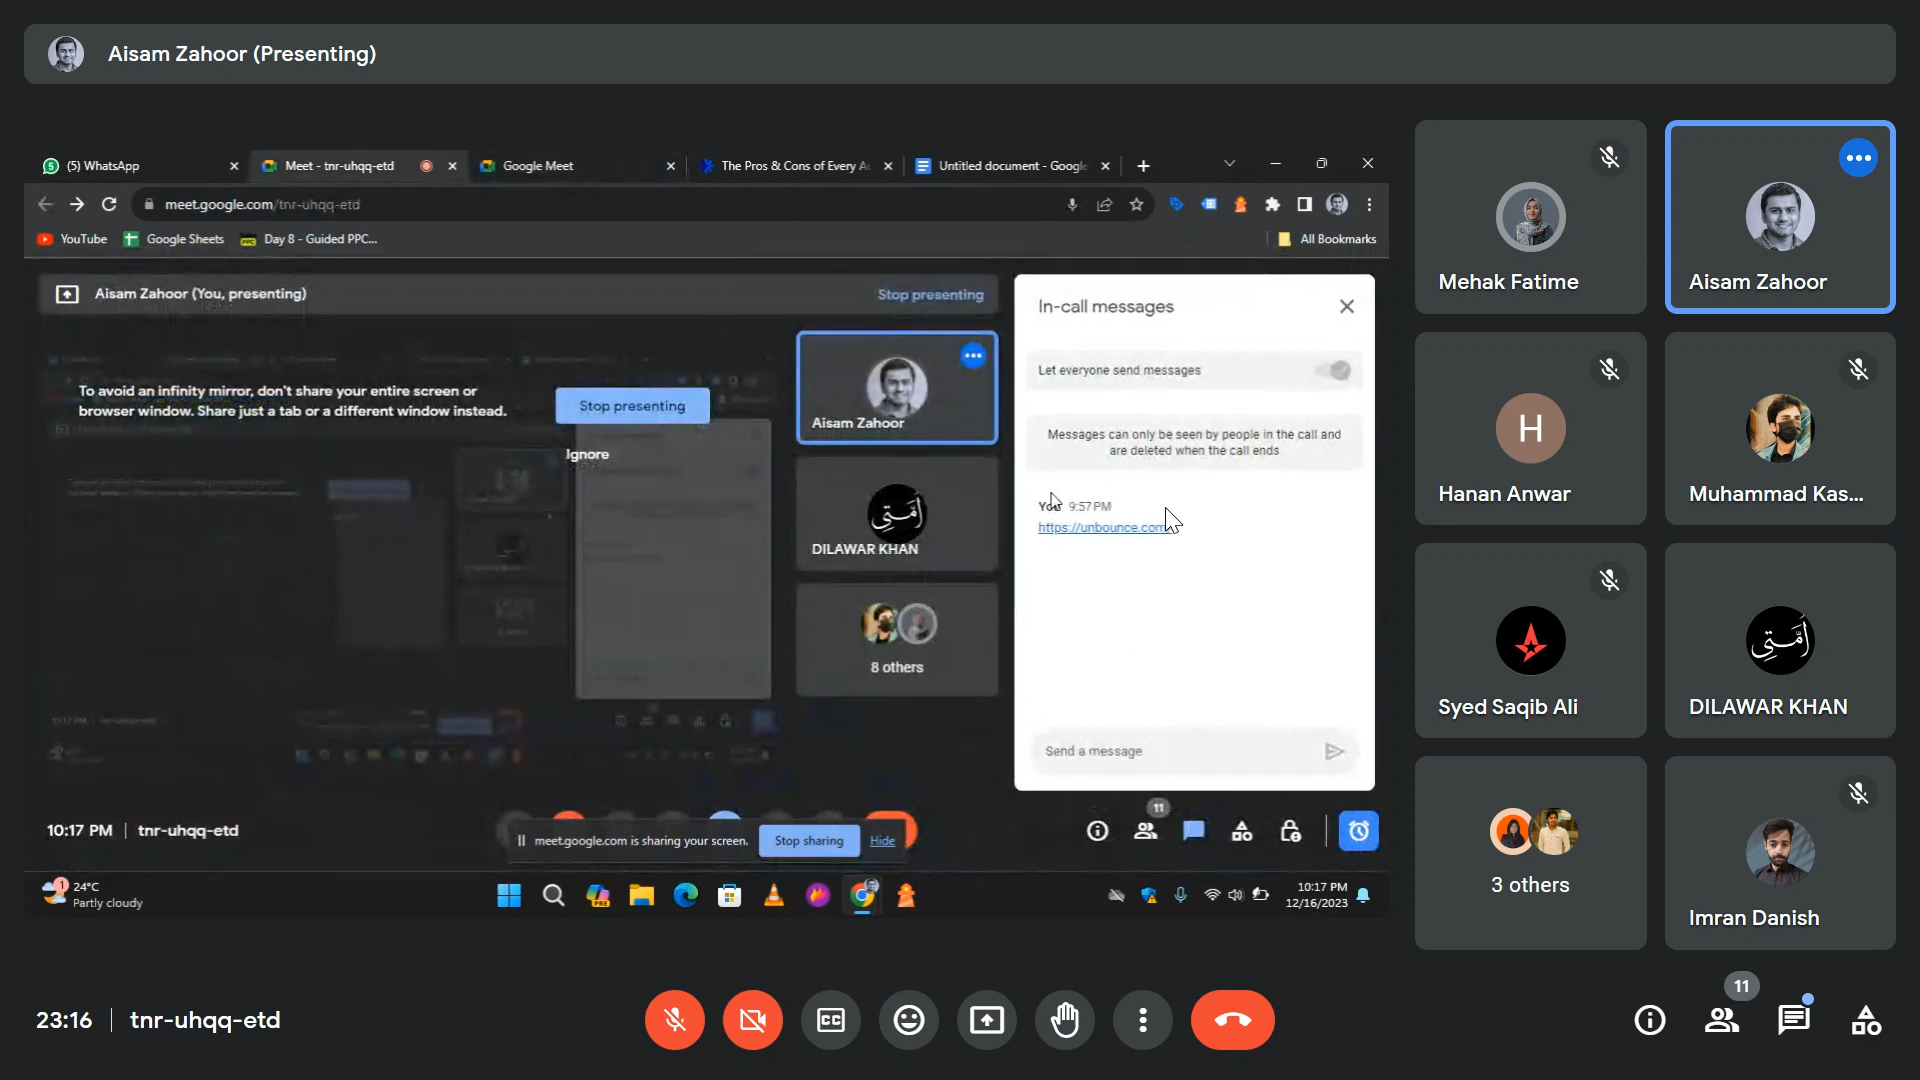 Aisam Zahoor (Presenting)
(5) WhatsApp
Meet - tnr-uhqq-etd
Google Meet
The Pros & Cons of Every Au
Untitled document - Google
meet.google.com/tnr-uhqq-etd
YouTube
Google Sheets
Day 8 - Guided PPC...
All Bookmarks
Aisam Zahoor (You, presenting)
Stop presenting
To avoid an infinity mirror, don't share your entire screen or
browser window. Share just a tab or a different window instead.
Stop presenting
Ignore
Aisam Zahoor
DILAWAR KHAN
أُمَّتِي
8 others
In-call messages
Let everyone send messages
Messages can only be seen by people in the call and
are deleted when the call ends
You 9:57 PM
https://unbounce.com
Send a message
10:17 PM | tnr-uhqq-etd
meet.google.com is sharing your screen.
Stop sharing
Hide
11
1
24°C
Partly cloudy
PRE
10:17 PM
12/16/2023
Mehak Fatime
Aisam Zahoor
H
Hanan Anwar
Muhammad Kas...
Syed Saqib Ali
أُمَّتِي
DILAWAR KHAN
3 others
Imran Danish
23:16 | tnr-uhqq-etd
CC
11